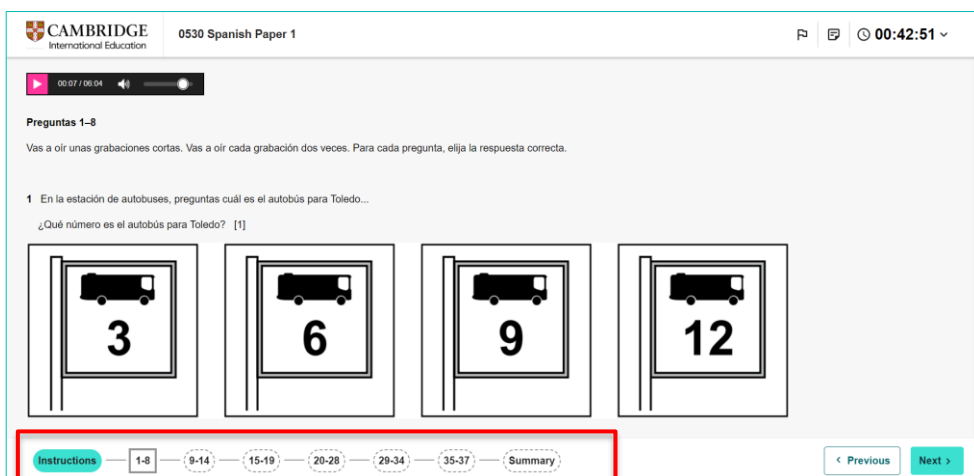 CAMBRIDGE
International Education
0530 Spanish Paper 1
00:42:51
00:07 / 06:04
Preguntas 1–8
Vas a oír unas grabaciones cortas. Vas a oír cada grabación dos veces. Para cada pregunta, elija la respuesta correcta.
1 En la estación de autobuses, preguntas cuál es el autobús para Toledo...
¿Qué número es el autobús para Toledo? [1]
3 6 9 12
Instructions 1-8 9-14 15-19 20-28 29-34 35-37 Summary < Previous Next >